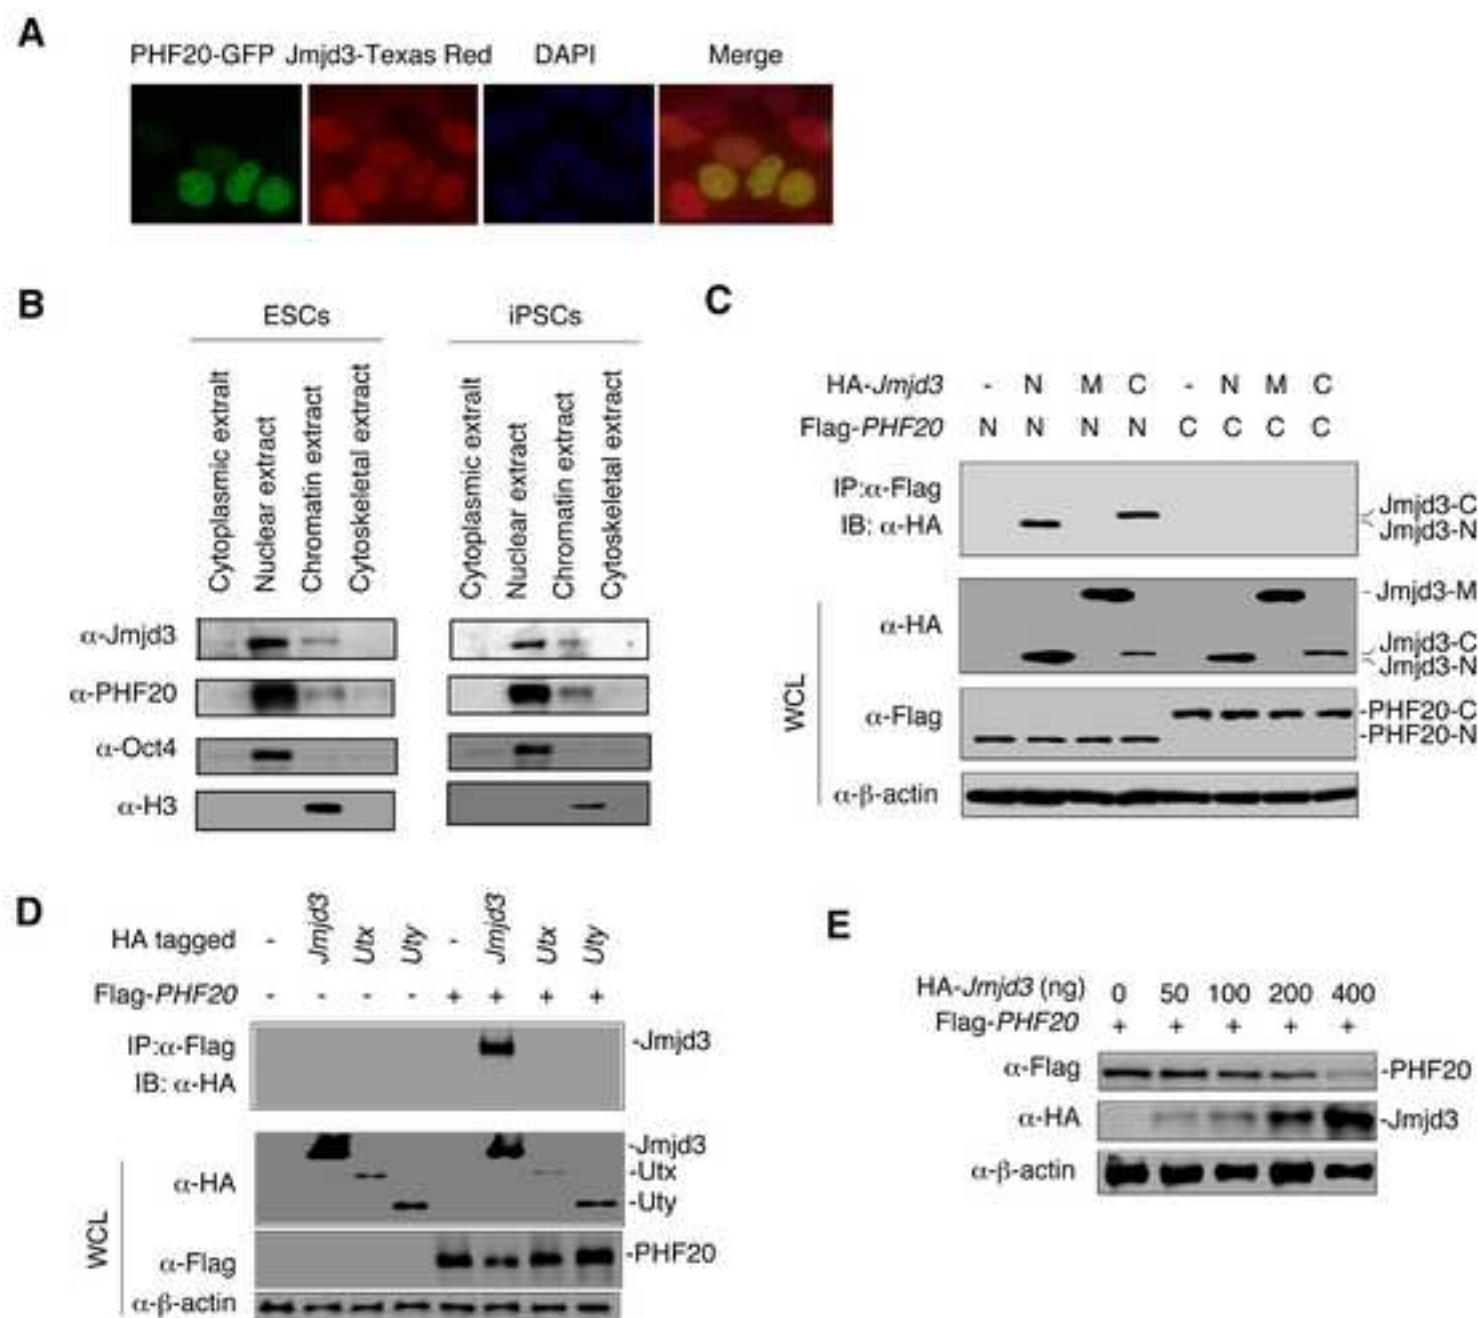 A
PHF20-GFP Jmjd3-Texas Red DAPI Merge
B
ESCs iPSCs
Cytoplasmic extralt Nuclear extract Chromatin extract Cytoskeletal extract
Cytoplasmic extralt Nuclear extract Chromatin extract Cytoskeletal extract
α-Jmjd3
α-PHF20
α-Oct4
α-H3
C
HA-Jmjd3 - N M C - N M C
Flag-PHF20 N N N N C C C C
IP:α-Flag
IB: α-HA
Jmjd3-C
Jmjd3-N
WCL
α-HA
-Jmjd3-M
Jmjd3-C
Jmjd3-N
α-Flag
-PHF20-C
-PHF20-N
α-β-actin
D
HA tagged - Jmjd3 Utx Uty - Jmjd3 Utx Uty
Flag-PHF20 - - - - + + + +
IP:α-Flag
IB: α-HA
-Jmjd3
WCL
α-HA
-Jmjd3
-Utx
-Uty
α-Flag
-PHF20
α-β-actin
E
HA-Jmjd3 (ng) 0 50 100 200 400
Flag-PHF20 + + + + +
α-Flag -PHF20
α-HA -Jmjd3
α-β-actin